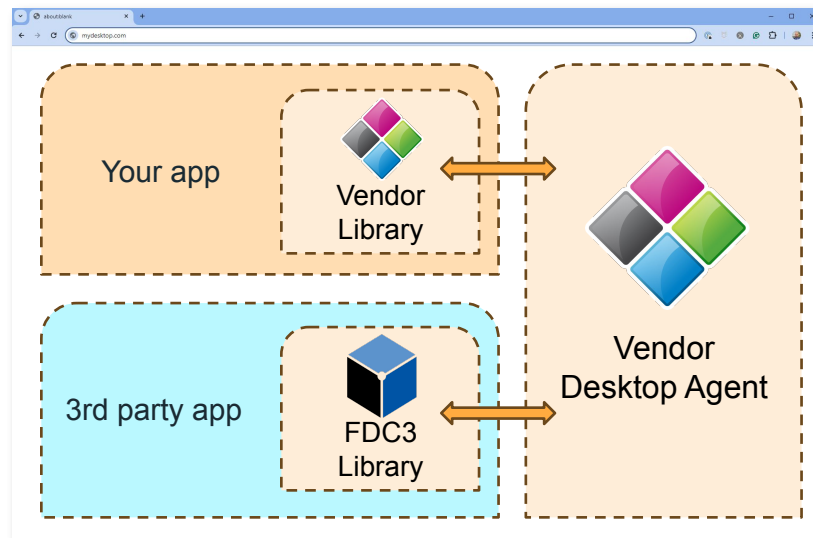 about:blank
mydesktop.com
Your app
Vendor
Library
3rd party app
FDC3
Library
Vendor
Desktop Agent